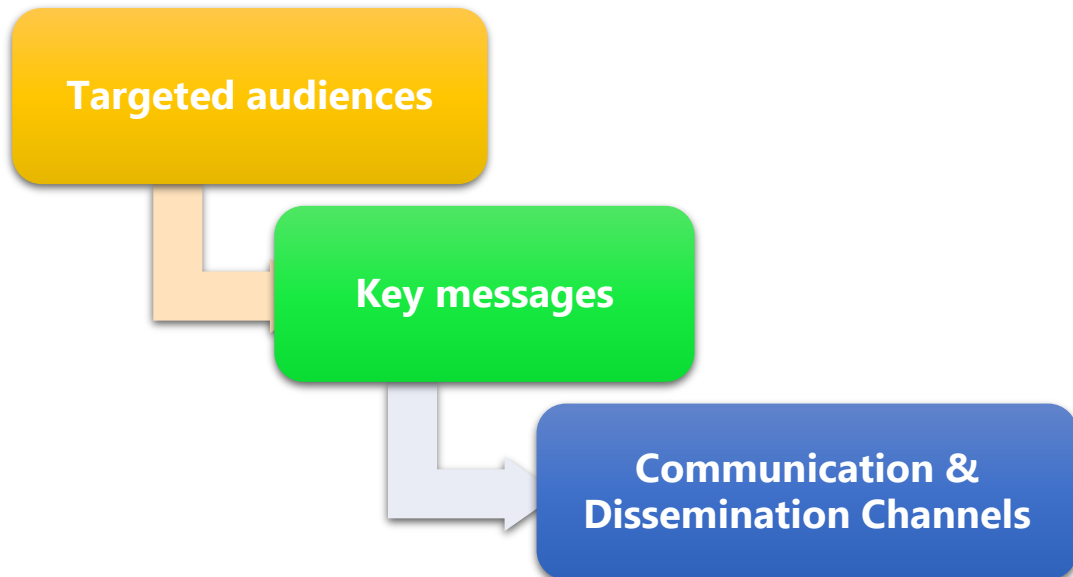 Targeted audiences
Key messages
Communication &
Dissemination Channels